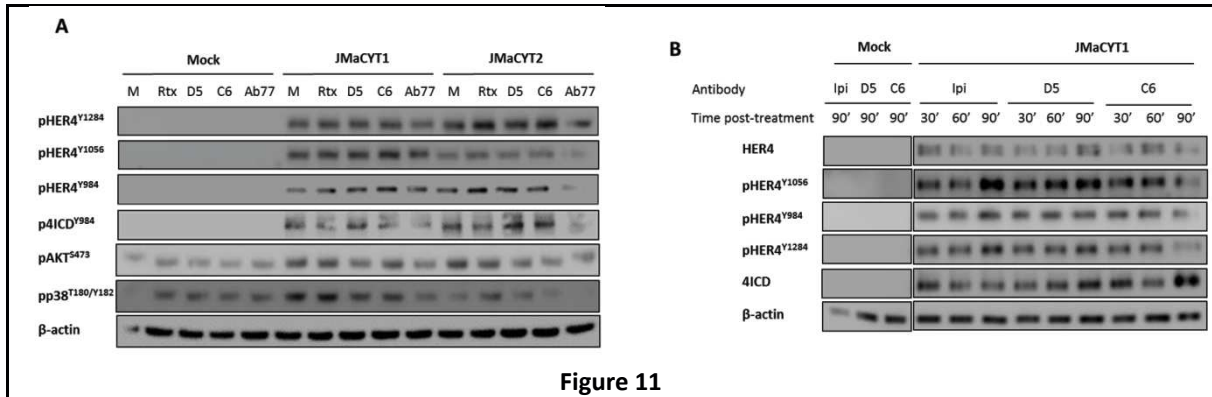 A
Mock JMaCYT1 JMaCYT2
M Rtx D5 C6 Ab77 M Rtx D5 C6 Ab77 M Rtx D5 C6 Ab77
pHER4Y1284
pHER4Y1056
pHER4Y984
p4ICDY984
pAKTS473
pp38T180/Y182
β-actin
B
Mock JMaCYT1
Antibody Ipi D5 C6 Ipi D5 C6
Time post-treatment 90’ 90’ 90’ 30’ 60’ 90’ 30’ 60’ 90’ 30’ 60’ 90’
HER4
pHER4Y1056
pHER4Y984
pHER4Y1284
4ICD
β-actin
Figure 11